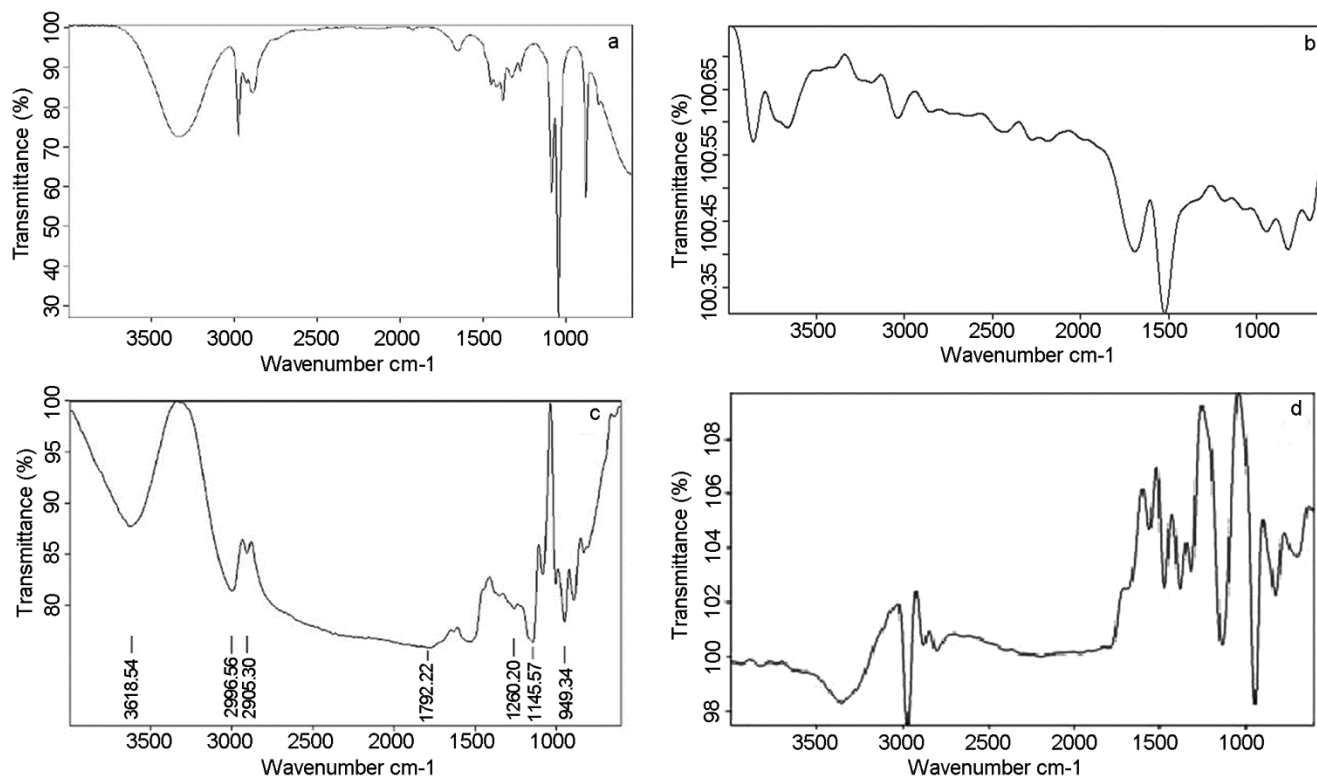 a
Transmittance (%)
100
90
80
70
60
50
40
30
3500 3000 2500 2000 1500 1000
Wavenumber cm-1
b
Tramsmittance (%)
100.65
100.55
100.45
100.35
3500 3000 2500 2000 1500 1000
Wavenumber cm-1
c
Transmittance (%)
100
95
90
85
80
3618.54
2996.56
2905.30
1792.22
1260.20
1145.57
949.34
3500 3000 2500 2000 1500 1000
Wavenumber cm-1
d
Transmittance (%)
108
106
104
102
100
98
3500 3000 2500 2000 1500 1000
Wavenumber cm-1